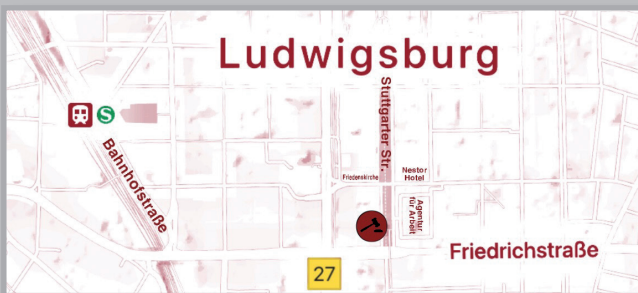 Ludwigsburg
S
Stuttgarter Str.
Bahnhofstraße
Friedenskirche
Nestor
Hotel
Agentur
für Arbeit
Friedrichstraße
27